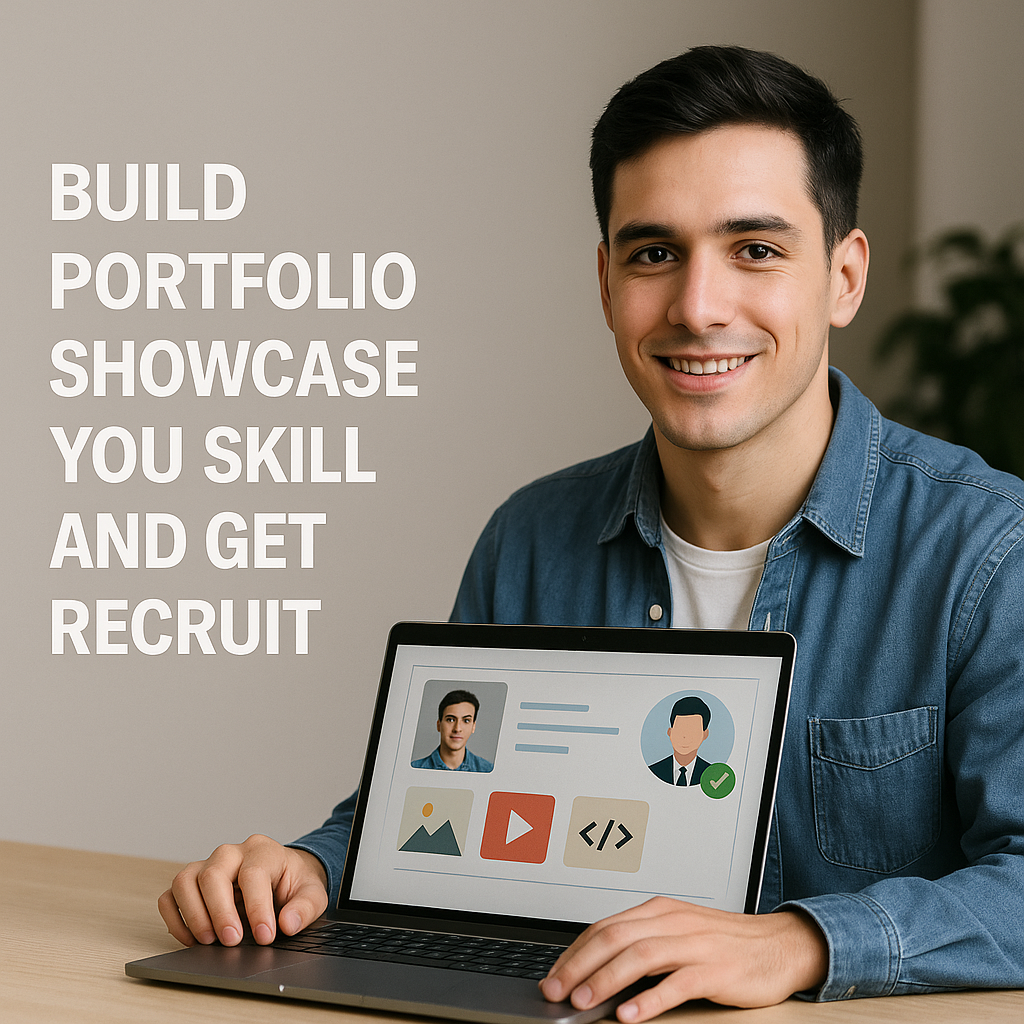 BUILD
PORTFOLIO
SHOWCASE
YOU SKILL
AND GET
RECRUIT
</>